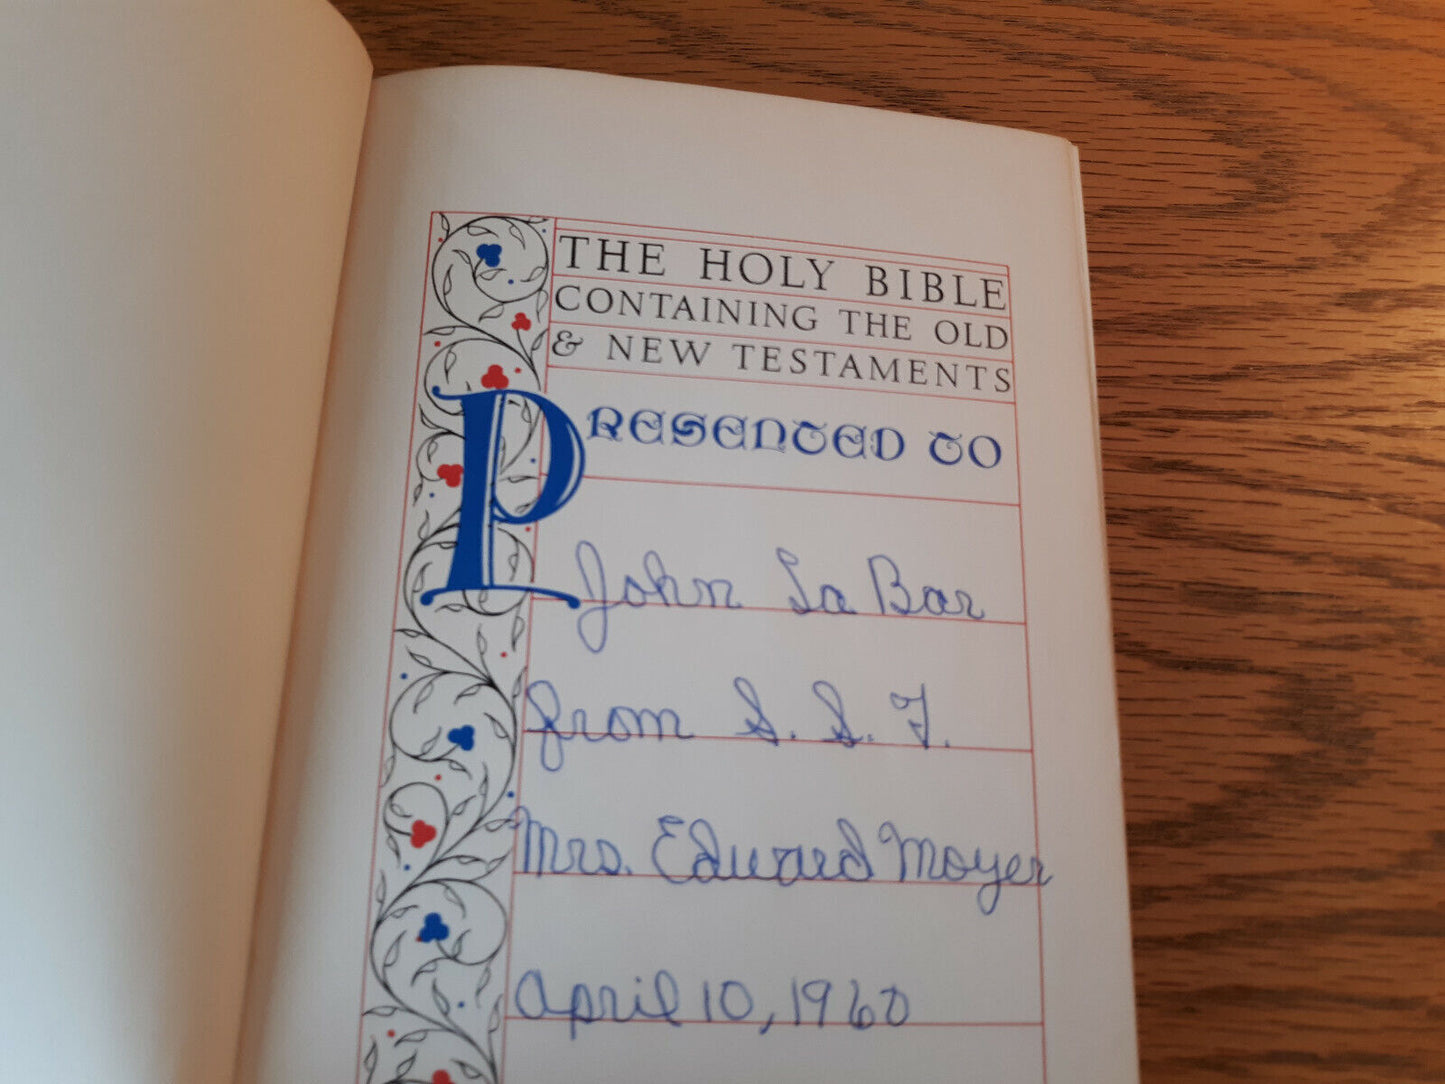 THE HOLY BIBLE
CONTAINING THE OLD
& NEW TESTAMENTS
PRESENTED TO
John La Bar
from S. S. T.
Mrs. Edward Moyer
April 10, 1960